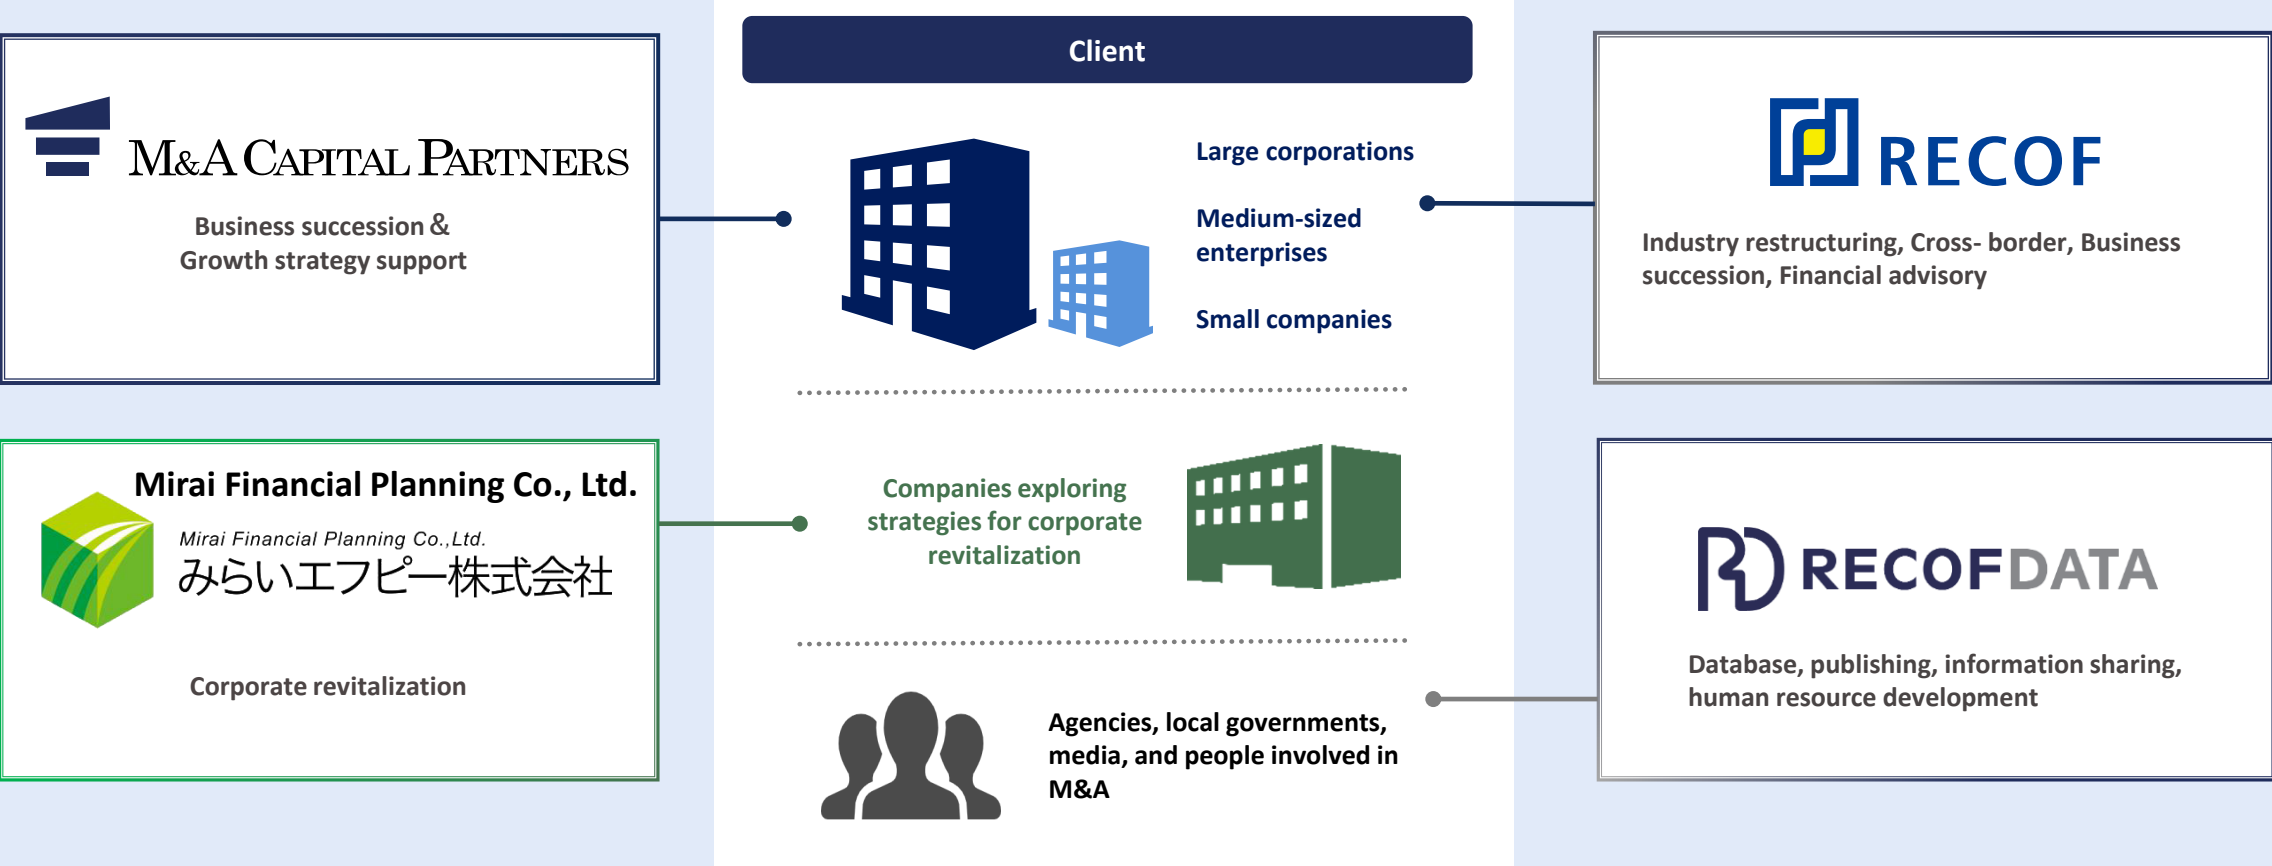 Client
M&A CAPITAL PARTNERS
Business succession &
Growth strategy support
Large corporations
Medium-sized
enterprises
Small companies
RECOF
Industry restructuring, Cross- border, Business
succession, Financial advisory
Mirai Financial Planning Co., Ltd.
Mirai Financial Planning Co.,Ltd.
みらいエフピー株式会社
Corporate revitalization
Companies exploring
strategies for corporate
revitalization
RECOFDATA
Database, publishing, information sharing,
human resource development
Agencies, local governments,
media, and people involved in
M&A